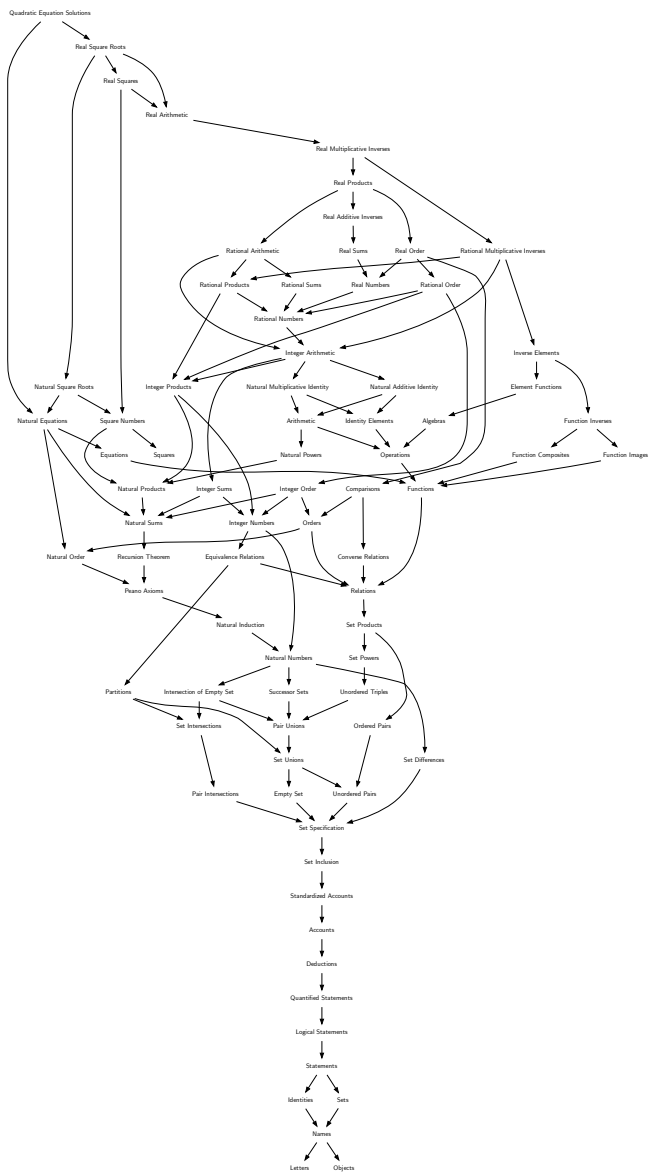 Quadratic Equation Solutions
Real Square Roots
Real Squares
Real Arithmetic
Real Multiplicative Inverses
Real Products
Real Additive Inverses
Rational Arithmetic
Real Sums
Real Order
Rational Multiplicative Inverses
Rational Products
Rational Sums
Real Numbers
Rational Order
Rational Numbers
Integer Arithmetic
Inverse Elements
Natural Square Roots
Integer Products
Natural Multiplicative Identity
Natural Additive Identity
Element Functions
Natural Equations
Square Numbers
Arithmetic
Identity Elements
Algebras
Function Inverses
Equations
Squares
Natural Powers
Operations
Function Composites
Function Images
Natural Products
Integer Sums
Integer Order
Comparisons
Functions
Natural Sums
Integer Numbers
Orders
Natural Order
Recursion Theorem
Equivalence Relations
Converse Relations
Peano Axioms
Relations
Natural Induction
Set Products
Natural Numbers
Set Powers
Partitions
Intersection of Empty Set
Successor Sets
Unordered Triples
Set Intersections
Pair Unions
Ordered Pairs
Set Unions
Set Differences
Pair Intersections
Empty Set
Unordered Pairs
Set Specification
Set Inclusion
Standardized Accounts
Accounts
Deductions
Quantified Statements
Logical Statements
Statements
Identities
Sets
Names
Letters
Objects